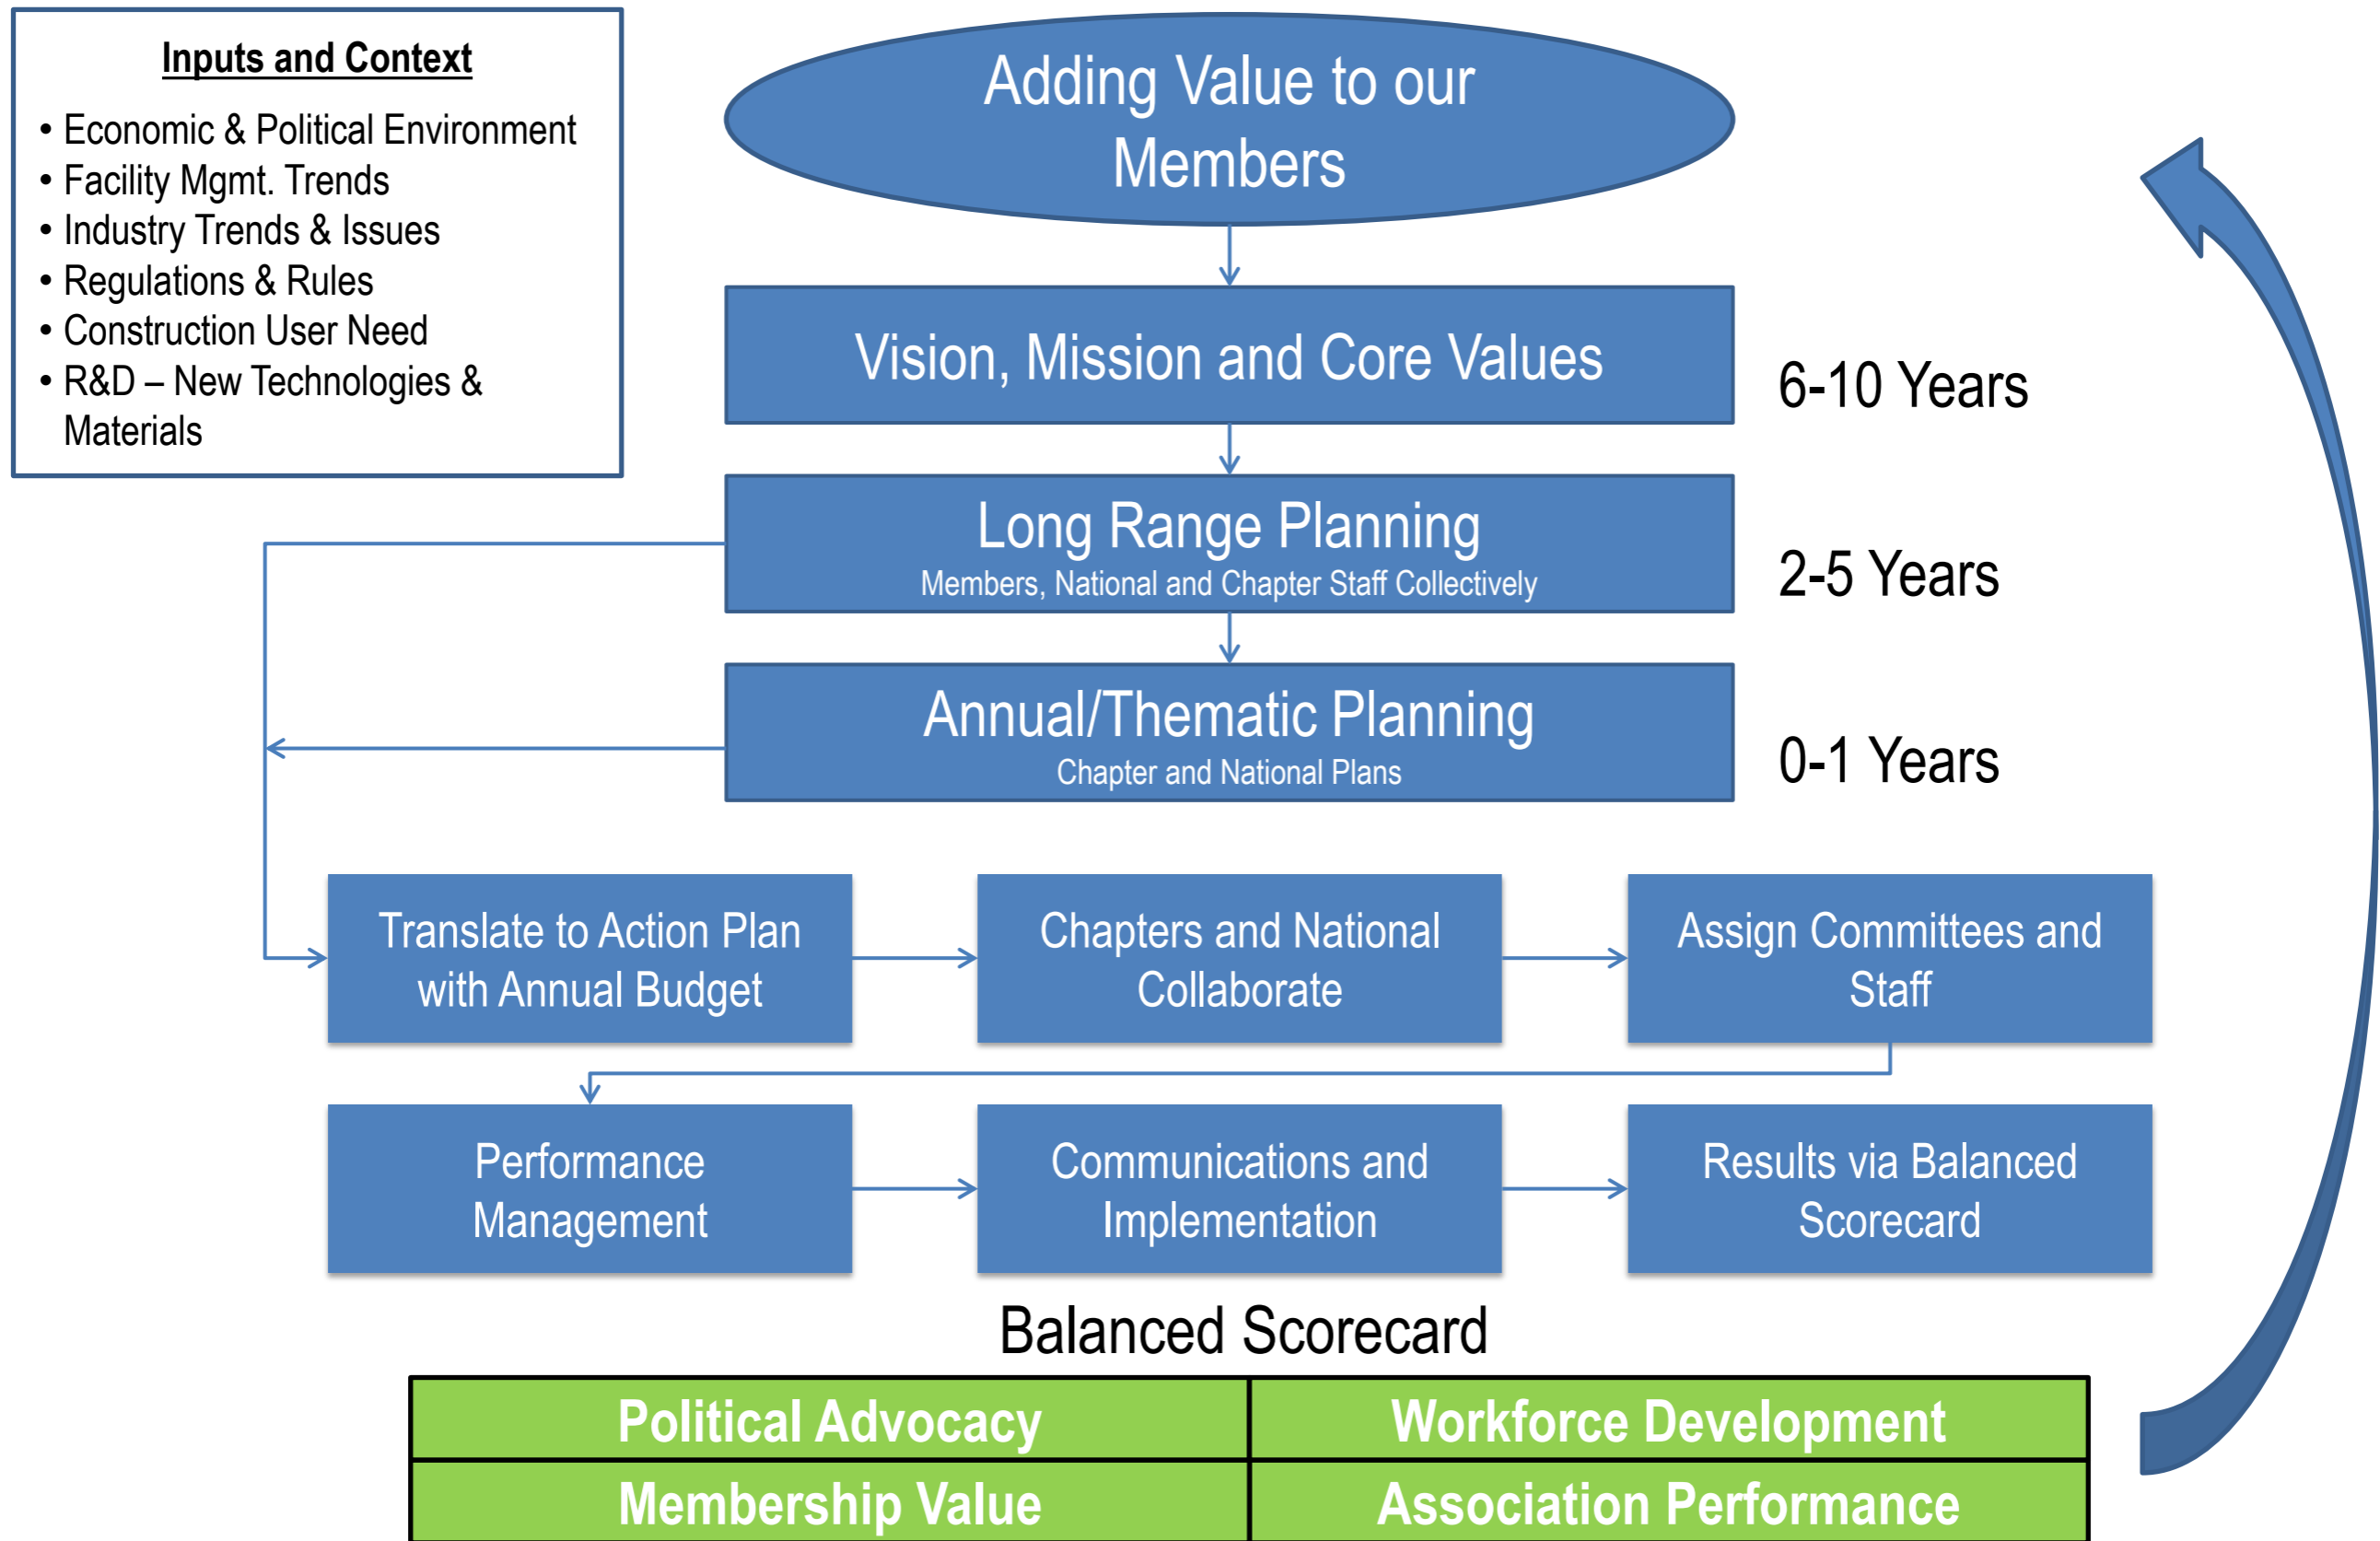 Inputs and Context
• Economic & Political Environment
• Facility Mgmt. Trends
• Industry Trends & Issues
• Regulations & Rules
• Construction User Need
• R&D – New Technologies &
Materials
Adding Value to our
Members
Vision, Mission and Core Values
6-10 Years
Long Range Planning
Members, National and Chapter Staff Collectively
2-5 Years
Annual/Thematic Planning
Chapter and National Plans
0-1 Years
Translate to Action Plan
with Annual Budget
Chapters and National
Collaborate
Assign Committees and
Staff
Performance
Management
Communications and
Implementation
Results via Balanced
Scorecard
Balanced Scorecard
Political Advocacy
Workforce Development
Membership Value
Association Performance